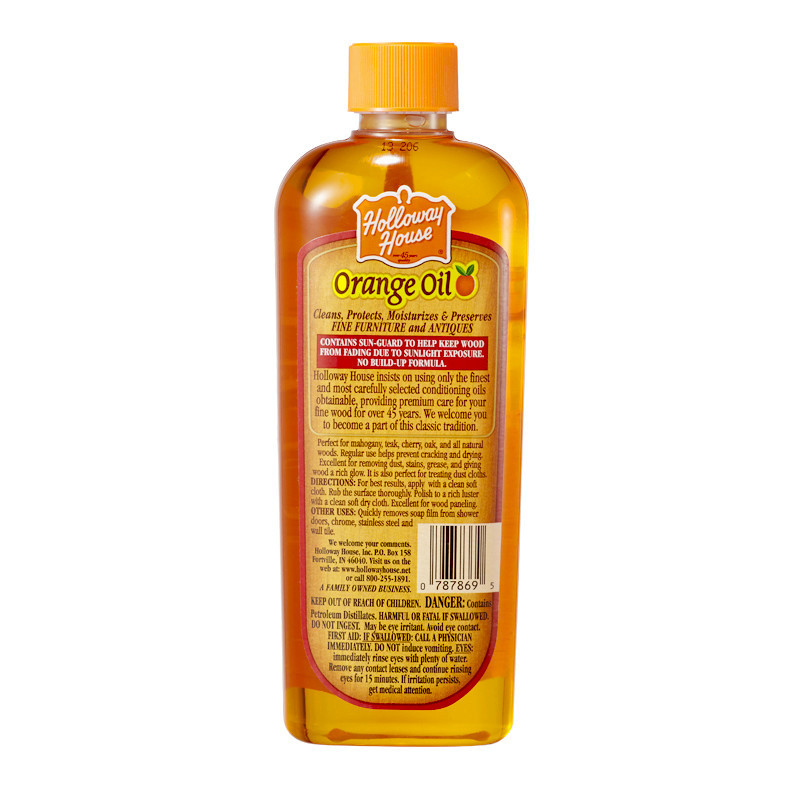 13 206
Holloway
House
over 45 years
quality
®
Orange Oil
Cleans, Protects, Moisturizes & Preserves
FINE FURNITURE and ANTIQUES
CONTAINS SUN-GUARD TO HELP KEEP WOOD
FROM FADING DUE TO SUNLIGHT EXPOSURE.
NO BUILD-UP FORMULA.
Holloway House insists on using only the finest
and most carefully selected conditioning oils
obtainable, providing premium care for your
fine wood for over 45 years. We welcome you
to become a part of this classic tradition.
Perfect for mahogany, teak, cherry, oak, and all natural
woods. Regular use helps prevent cracking and drying.
Excellent for removing dust, stains, grease, and giving
wood a rich glow. It is also perfect for treating dust cloths.
DIRECTIONS: For best results, apply with a clean soft
cloth. Rub the surface thoroughly. Polish to a rich luster
with a clean soft dry cloth. Excellent for wood paneling.
OTHER USES: Quickly removes soap film from shower
doors, chrome, stainless steel and
wall tile.
We welcome your comments.
Holloway House, Inc. P.O. Box 158
Fortville, IN 46040. Visit us on the
web at: www.hollowayhouse.net
or call 800-255-1891.
A FAMILY OWNED BUSINESS.
0 787869 5
KEEP OUT OF REACH OF CHILDREN. DANGER: Contains
Petroleum Distillates. HARMFUL OR FATAL IF SWALLOWED.
DO NOT INGEST. May be eye irritant. Avoid eye contact.
FIRST AID: IF SWALLOWED: CALL A PHYSICIAN
IMMEDIATELY. DO NOT induce vomiting. EYES:
immediately rinse eyes with plenty of water.
Remove any contact lenses and continue rinsing
eyes for 15 minutes. If irritation persists,
get medical attention.